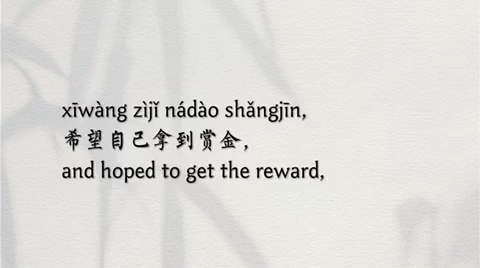 xīwàng zìjǐ nádào shǎngjīn,
希望自己拿到赏金,
and hoped to get the reward,